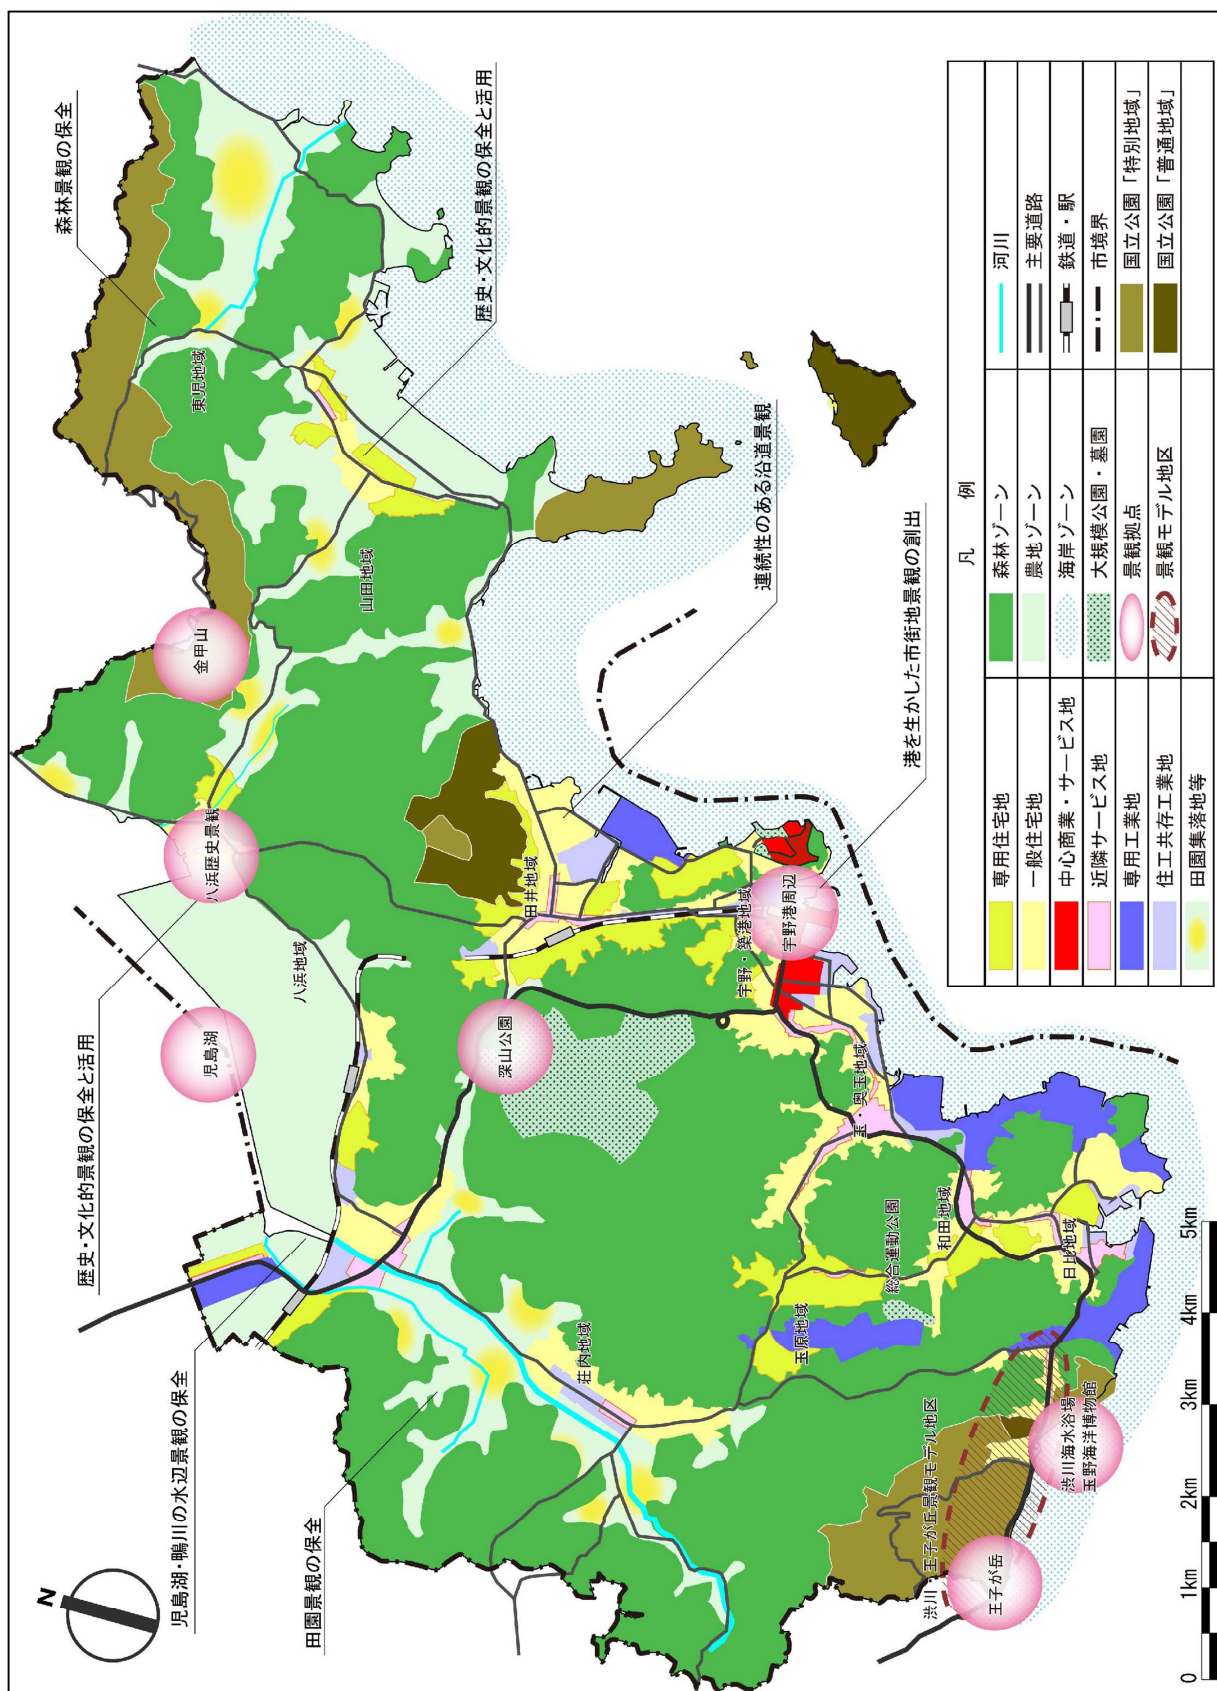 N
児島湖・鴨川の水辺景観の保全
田園景観の保全
歴史・文化的景観の保全と活用
森林景観の保全
歴史・文化的景観の保全と活用
連続性のある沿道景観
港を生かした市街地景観の創出
児島湖
八浜歴史景観
金甲山
深山公園
宇野港周辺
王子が岳
渋川海水浴場
玉野海洋博物館
東児地域
山田地域
八浜地域
田井地域
宇野・築港地域
玉・奥玉地域
荘内地域
玉原地域
総合運動公園
和田地域
日比地域
渋川・王子が丘景観モデル地区
凡例
専用住宅地
一般住宅地
中心商業・サービス地
近隣サービス地
専用工業地
住工共存工業地
田園集落地等
森林ゾーン
農地ゾーン
海岸ゾーン
大規模公園・墓園
景観拠点
景観モデル地区
河川
主要道路
鉄道・駅
市境界
国立公園「特別地域」
国立公園「普通地域」
0 1km 2km 3km 4km 5km